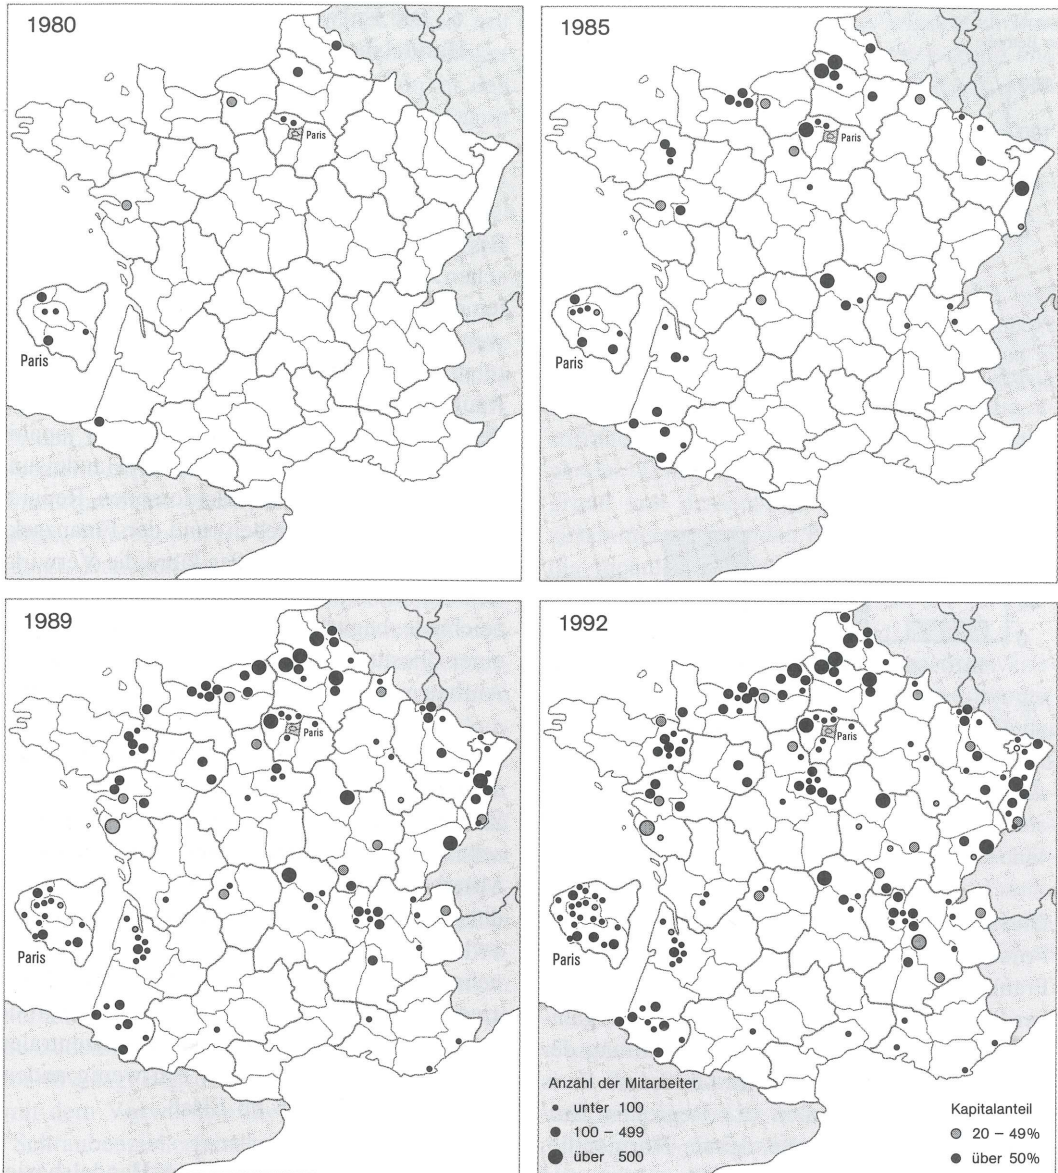 1980
Paris
Paris
1985
Paris
Paris
1989
Paris
Paris
1992
Paris
Paris
Anzahl der Mitarbeiter
unter 100
100 – 499
über 500
Kapitalanteil
20 – 49%
über 50%